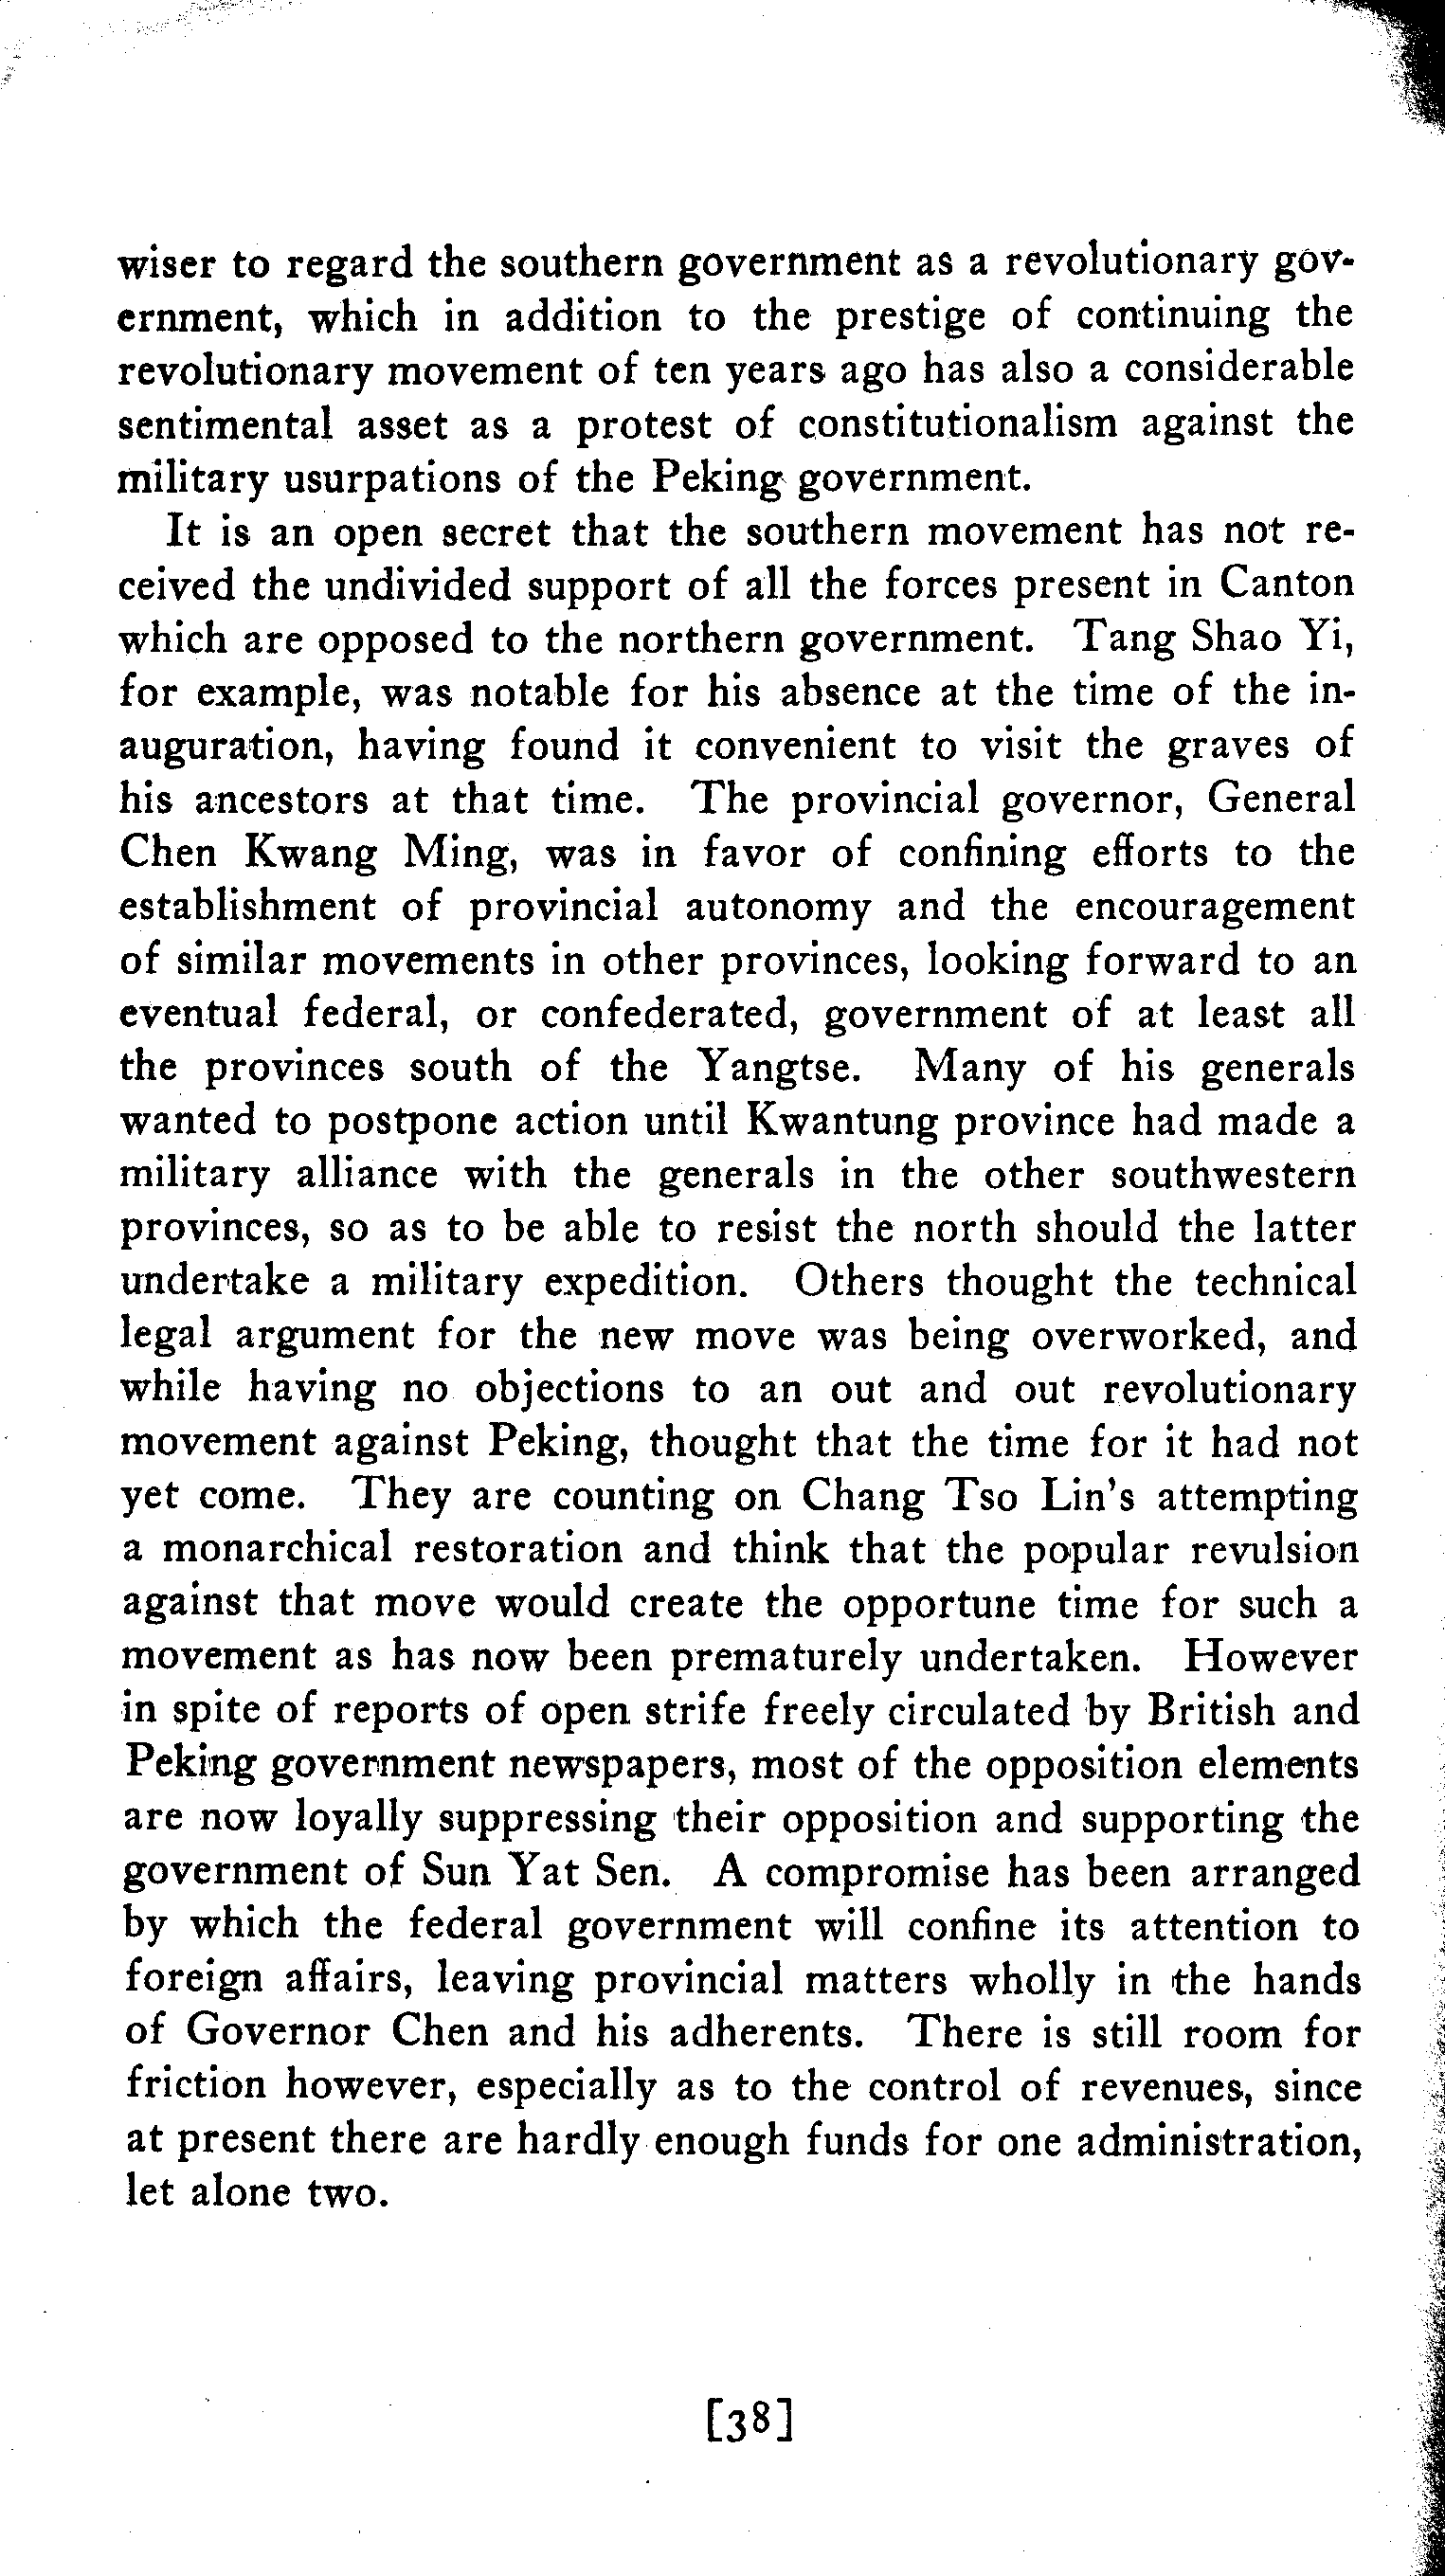 wiser to regard the southern government as a revolutionary gov-
ernment, which in addition to the prestige of continuing the
revolutionary movement of ten years ago has also a considerable
sentimental asset as a protest of constitutionalism against the
military usurpations of the Peking government.
It is an open secret that the southern movement has not re-
ceived the undivided support of all the forces present in Canton
which are opposed to the northern government. Tang Shao Yi,
for example, was notable for his absence at the time of the in-
auguration, having found it convenient to visit the graves of
his ancestors at that time. The provincial governor, General
Chen Kwang Ming, was in favor of confining efforts to the
establishment of provincial autonomy and the encouragement
of similar movements in other provinces, looking forward to an
eventual federal, or confederated, government of at least all
the provinces south of the Yangtse. Many of his generals
wanted to postpone action until Kwantung province had made a
military alliance with the generals in the other southwestern
provinces, so as to be able to resist the north should the latter
undertake a military expedition. Others thought the technical
legal argument for the new move was being overworked, and
while having no objections to an out and out revolutionary
movement against Peking, thought that the time for it had not
yet come. They are counting on Chang Tso Lin's attempting
a monarchical restoration and think that the popular revulsion
against that move would create the opportune time for such a
movement as has now been prematurely undertaken. However
in spite of reports of open strife freely circulated by British and
Peking government newspapers, most of the opposition elements
are now loyally suppressing their opposition and supporting the
government of Sun Yat Sen. A compromise has been arranged
by which the federal government will confine its attention to
foreign affairs, leaving provincial matters wholly in the hands
of Governor Chen and his adherents. There is still room for
friction however, especially as to the control of revenues, since
at present there are hardly enough funds for one administration,
let alone two.
[38]